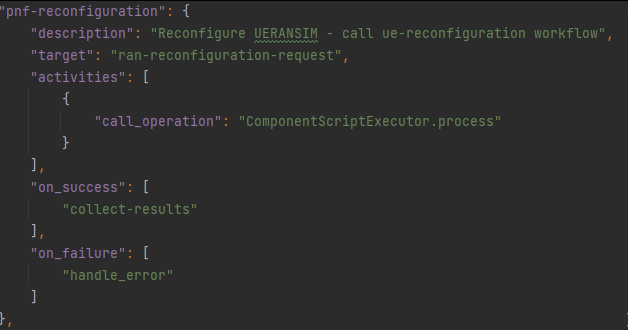 "pnf-reconfiguration": {
"description": "Reconfigure UERANSIM - call ue-reconfiguration workflow",
"target": "ran-reconfiguration-request",
"activities": [
{
"call_operation": "ComponentScriptExecutor.process"
}
],
"on_success": [
"collect-results"
],
"on_failure": [
"handle_error"
]
},